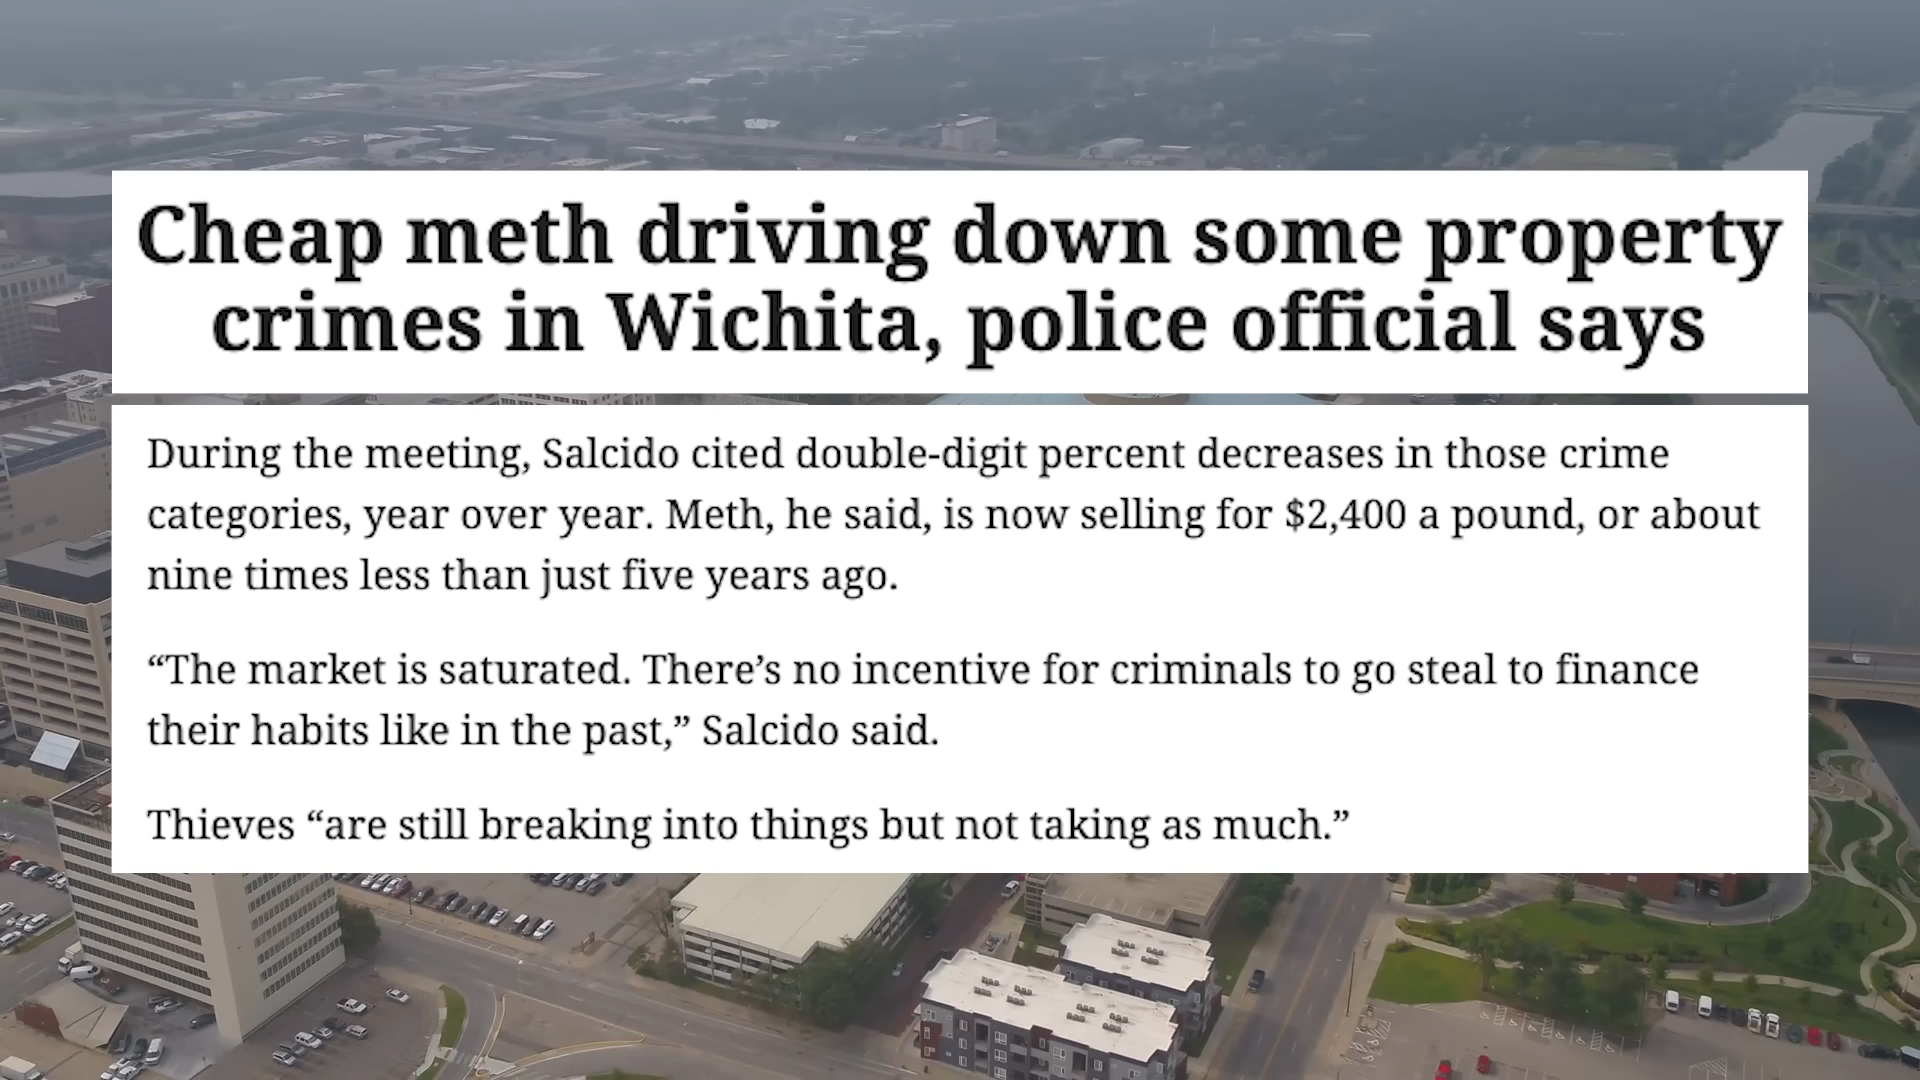 Cheap meth driving down some property
crimes in Wichita, police official says
During the meeting, Salcido cited double-digit percent decreases in those crime
categories, year over year. Meth, he said, is now selling for $2,400 a pound, or about
nine times less than just five years ago.
“The market is saturated. There’s no incentive for criminals to go steal to finance
their habits like in the past,” Salcido said.
Thieves “are still breaking into things but not taking as much.”